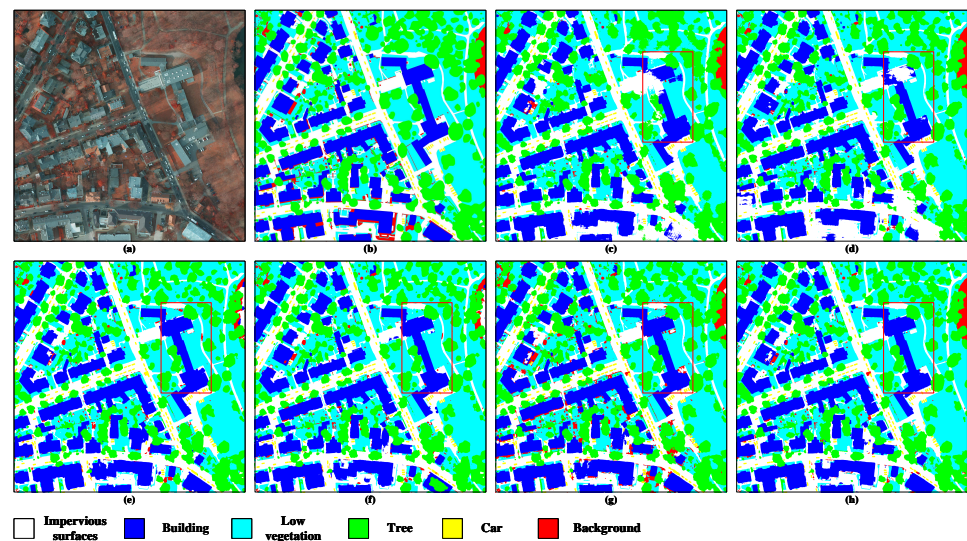 (a) (b) (c) (d)
(e) (f) (g) (h)
Impervious surfaces
Building
Low vegetation
Tree
Car
Background